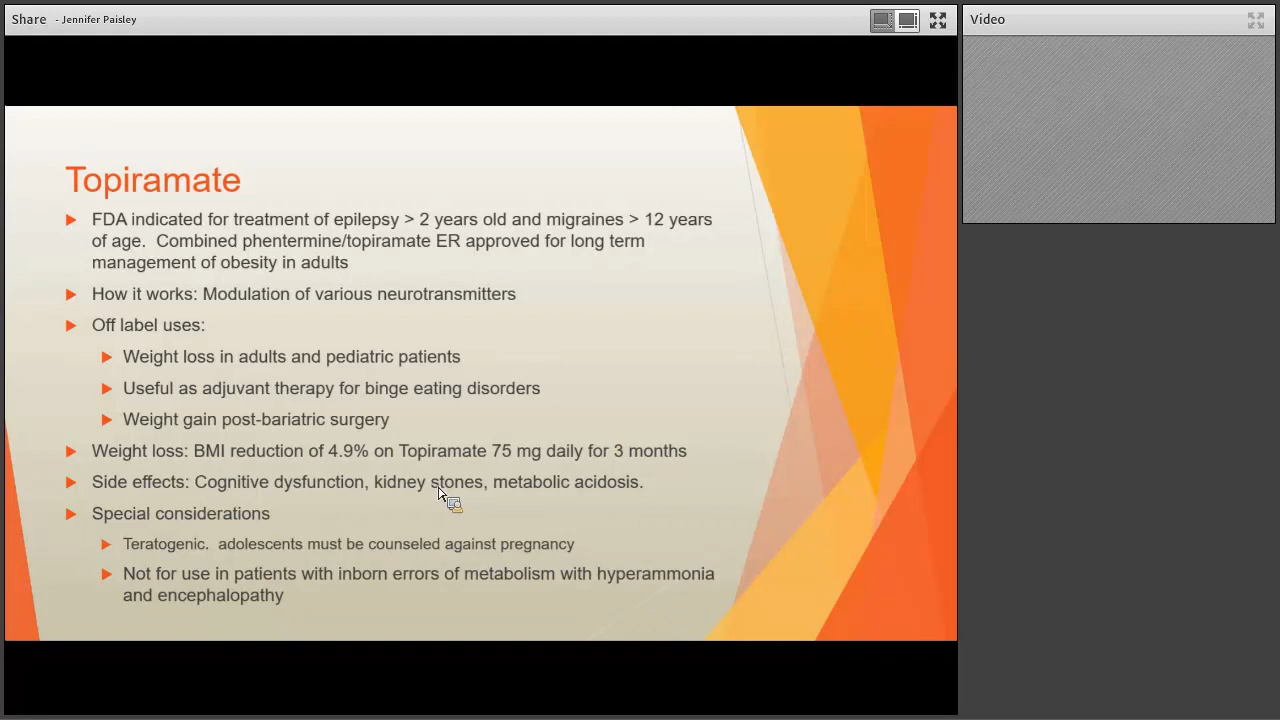 Share - Jennifer Paisley
Video
Topiramate
FDA indicated for treatment of epilepsy > 2 years old and migraines > 12 years
of age.  Combined phentermine/topiramate ER approved for long term
management of obesity in adults
How it works: Modulation of various neurotransmitters
Off label uses:
Weight loss in adults and pediatric patients
Useful as adjuvant therapy for binge eating disorders
Weight gain post-bariatric surgery
Weight loss: BMI reduction of 4.9% on Topiramate 75 mg daily for 3 months
Side effects: Cognitive dysfunction, kidney stones, metabolic acidosis.
Special considerations
Teratogenic.  adolescents must be counseled against pregnancy
Not for use in patients with inborn errors of metabolism with hyperammonia
and encephalopathy